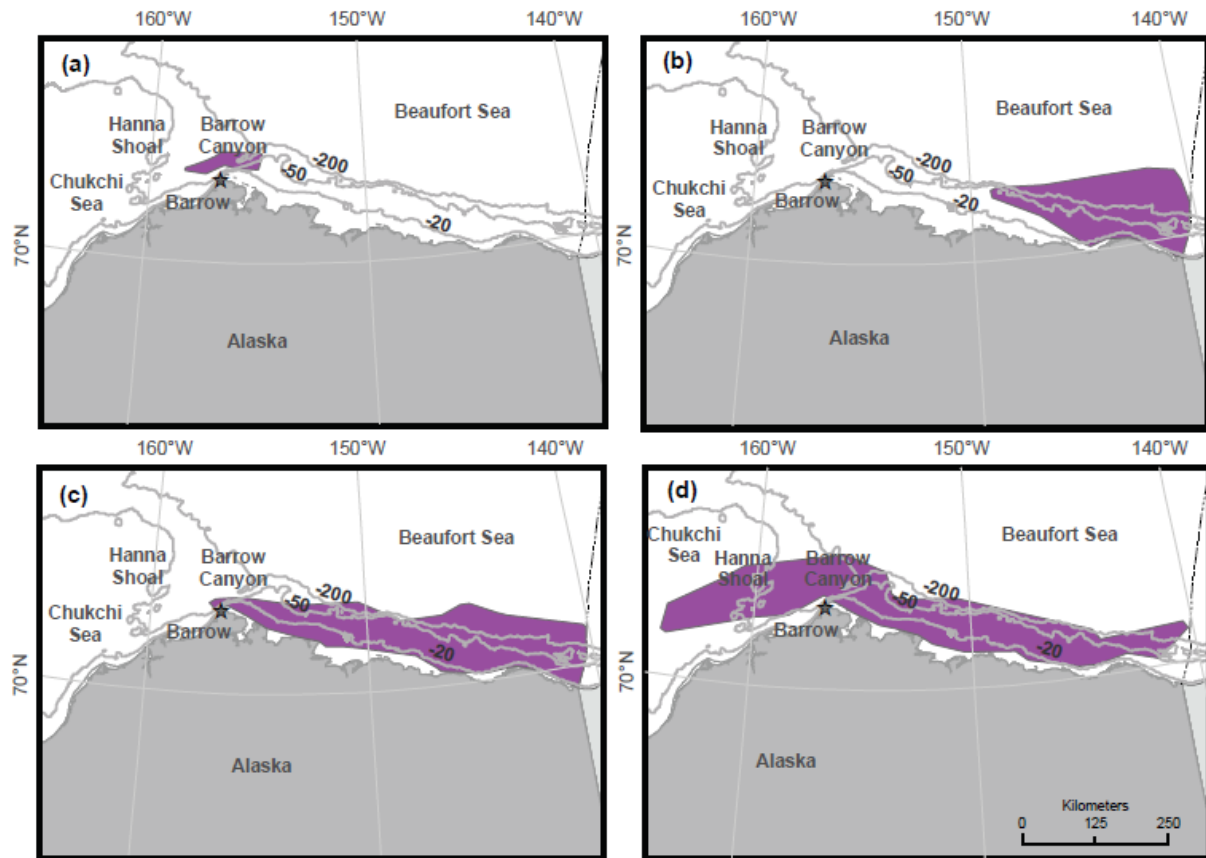 160°W 150°W 140°W
160°W 150°W 140°W
(a)
Beaufort Sea
Hanna
Shoal
Barrow
Canyon
-200
-50
Chukchi
Sea
Barrow
-20
70°N
Alaska
(b)
Beaufort Sea
Hanna
Shoal
Barrow
Canyon
-200
-50
Chukchi
Sea
Barrow
-20
70°N
Alaska
160°W 150°W 140°W
160°W 150°W 140°W
(c)
Beaufort Sea
Hanna
Shoal
Barrow
Canyon
-200
-50
Chukchi
Sea
Barrow
-20
70°N
Alaska
(d)
Chukchi
Sea
Beaufort Sea
Hanna
Shoal
Barrow
Canyon
-200
-50
Barrow
-20
70°N
Alaska
Kilometers
0 125 250